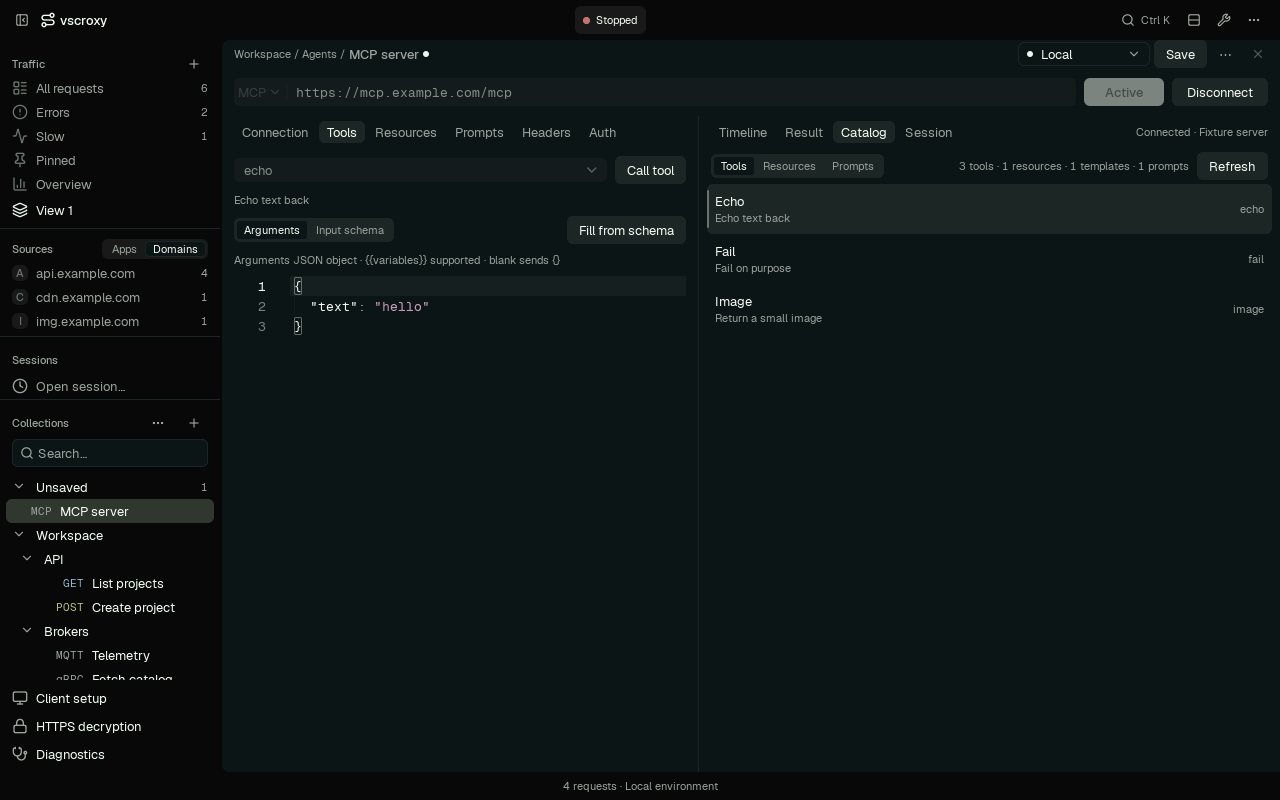 vscroxy
Stopped
Ctrl K
Traffic
All requests 6
Errors 2
Slow 1
Pinned
Overview
View 1
Sources Apps Domains
A api.example.com 4
C cdn.example.com 1
I img.example.com 1
Sessions
Open session…
Collections
Search…
Unsaved 1
MCP MCP server
Workspace
API
GET List projects
POST Create project
Brokers
MQTT Telemetry
gRPC Fetch catalog
Client setup
HTTPS decryption
Diagnostics
Workspace / Agents / MCP server
Local
Save
MCP https://mcp.example.com/mcp
Active
Disconnect
Connection Tools Resources Prompts Headers Auth
echo
Call tool
Echo text back
Arguments Input schema
Fill from schema
Arguments JSON object · {{variables}} supported · blank sends {}
1 {
2 "text": "hello"
3 }
Timeline Result Catalog Session
Connected · Fixture server
Tools Resources Prompts
3 tools · 1 resources · 1 templates · 1 prompts
Refresh
Echo
Echo text back
echo
Fail
Fail on purpose
fail
Image
Return a small image
image
4 requests · Local environment